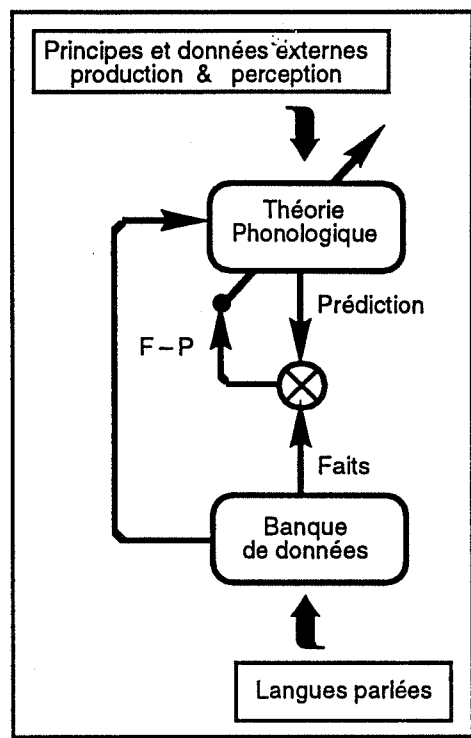 Principes et données externes
production & perception
Théorie
Phonologique
Prédiction
F – P
Faits
Banque
de données
Langues parlées